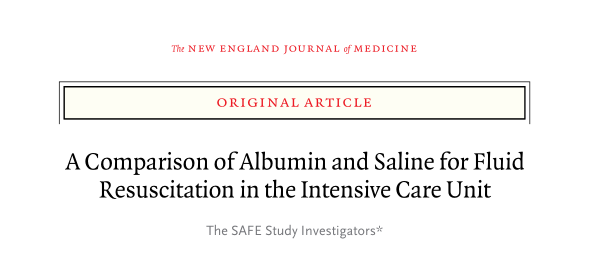 The NEW ENGLAND JOURNAL of MEDICINE
ORIGINAL ARTICLE
A Comparison of Albumin and Saline for Fluid
Resuscitation in the Intensive Care Unit
The SAFE Study Investigators*